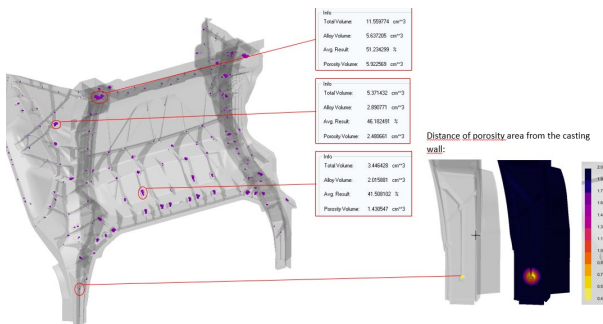 Info
Total Volume: 11.559774 cm^3
Alloy Volume: 5.637205 cm^3
Avg. Result: 51.234299 %
Porosity Volume: 5.922569 cm^3
Info
Total Volume: 5.371432 cm^3
Alloy Volume: 2.890771 cm^3
Avg. Result: 46.182491 %
Porosity Volume: 2.480661 cm^3
Info
Total Volume: 3.446428 cm^3
Alloy Volume: 2.015881 cm^3
Avg. Result: 41.508102 %
Porosity Volume: 1.430547 cm^3
Distance of porosity area from the casting
wall: